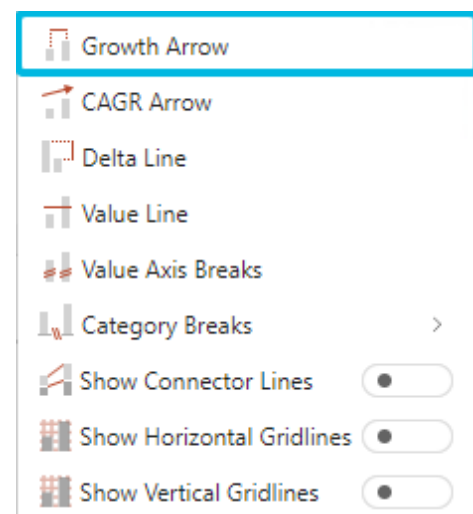 Growth Arrow
CAGR Arrow
Delta Line
Value Line
Value Axis Breaks
Category Breaks
Show Connector Lines
Show Horizontal Gridlines
Show Vertical Gridlines